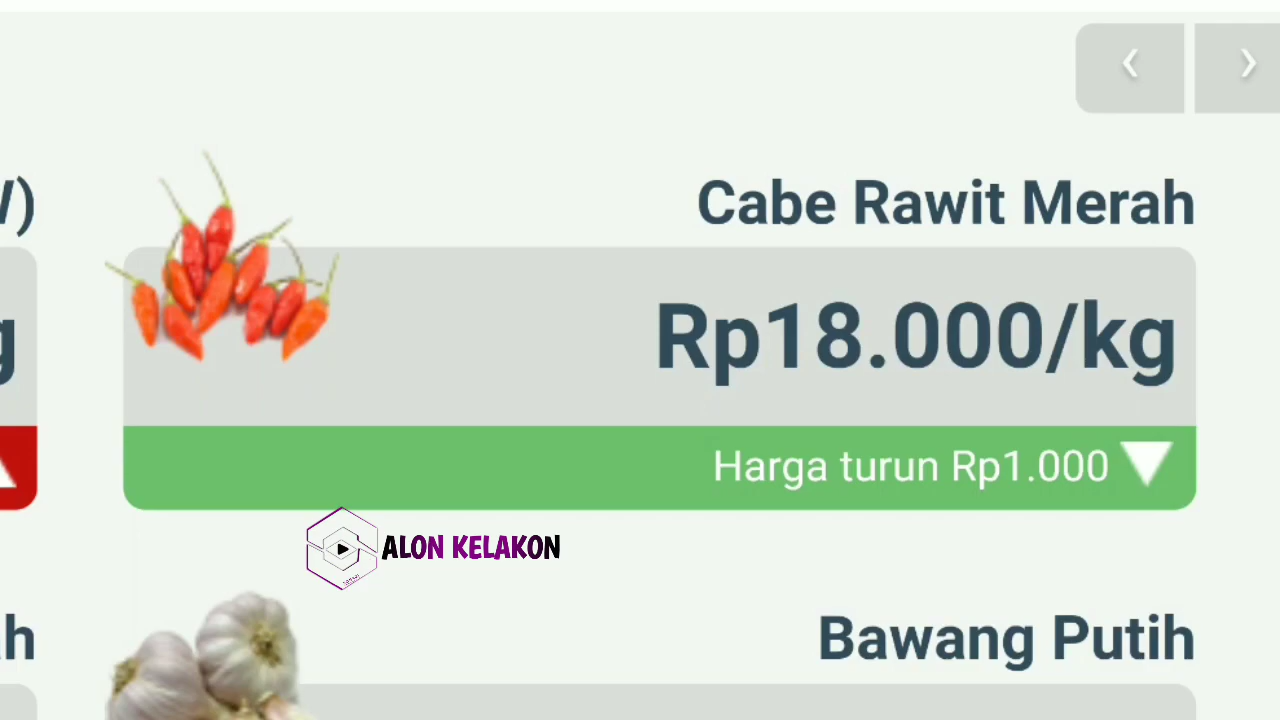 Cabe Rawit Merah
Rp18.000/kg
Harga turun Rp1.000
ALON KELAKON
Bawang Putih